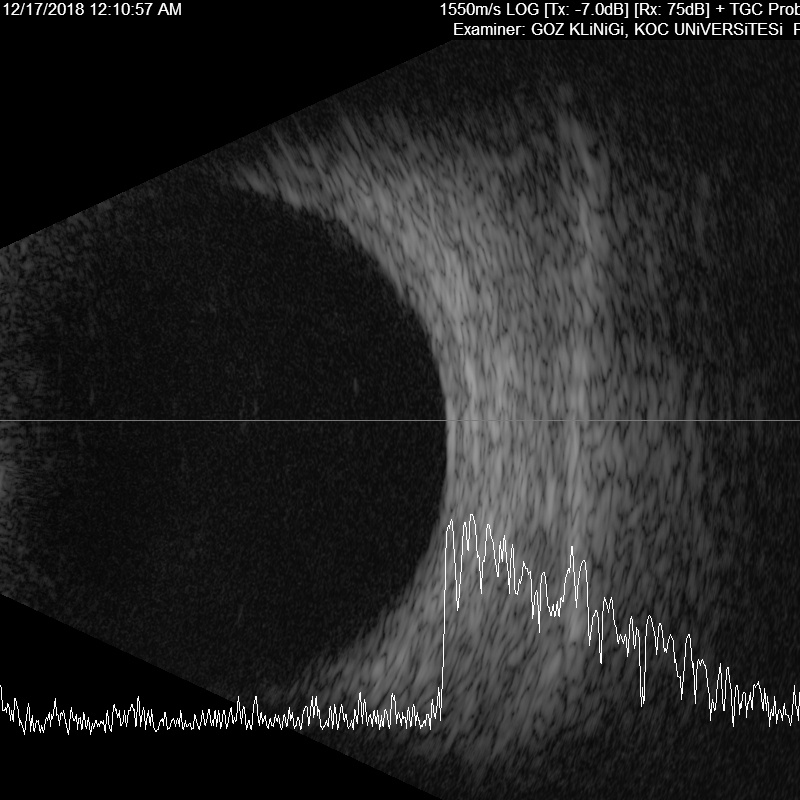 12/17/2018 12:10:57 AM
1550m/s LOG [Tx: -7.0dB] [Rx: 75dB] + TGC
Examiner: GOZ KLiNiGi, KOC UNiVERSiTESi